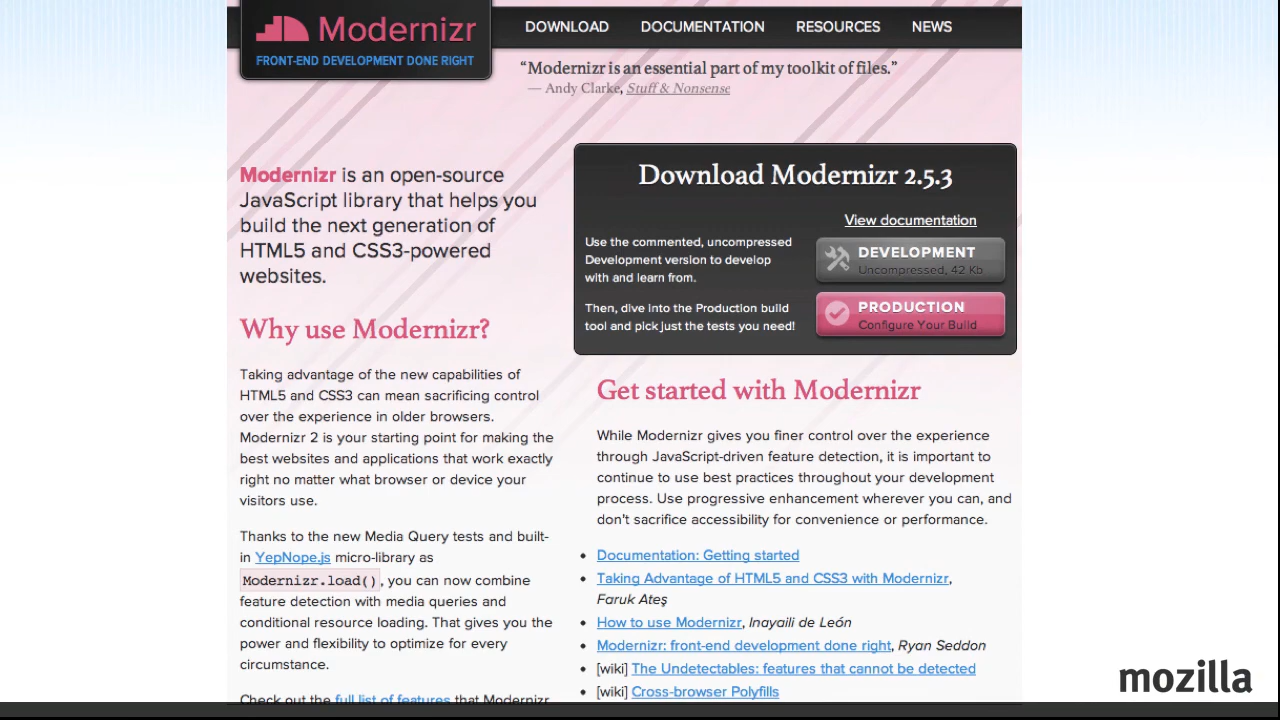 Modernizr
FRONT-END DEVELOPMENT DONE RIGHT
DOWNLOAD DOCUMENTATION RESOURCES NEWS
“Modernizr is an essential part of my toolkit of files.”
— Andy Clarke, Stuff & Nonsense
Modernizr is an open-source
JavaScript library that helps you
build the next generation of
HTML5 and CSS3-powered
websites.
Why use Modernizr?
Taking advantage of the new capabilities of
HTML5 and CSS3 can mean sacrificing control
over the experience in older browsers.
Modernizr 2 is your starting point for making the
best websites and applications that work exactly
right no matter what browser or device your
visitors use.
Thanks to the new Media Query tests and built-
in YepNope.js micro-library as
Modernizr.load(), you can now combine
feature detection with media queries and
conditional resource loading. That gives you the
power and flexibility to optimize for every
circumstance.
Check out the full list of features that Modernizr
Download Modernizr 2.5.3
View documentation
Use the commented, uncompressed
Development version to develop
with and learn from.
DEVELOPMENT
Uncompressed, 42 Kb
Then, dive into the Production build
tool and pick just the tests you need!
PRODUCTION
Configure Your Build
Get started with Modernizr
While Modernizr gives you finer control over the experience
through JavaScript-driven feature detection, it is important to
continue to use best practices throughout your development
process. Use progressive enhancement wherever you can, and
don’t sacrifice accessibility for convenience or performance.
• Documentation: Getting started
• Taking Advantage of HTML5 and CSS3 with Modernizr,
Faruk Ateş
• How to use Modernizr, Inayaili de León
• Modernizr: front-end development done right, Ryan Seddon
• [wiki] The Undetectables: features that cannot be detected
• [wiki] Cross-browser Polyfills
mozilla